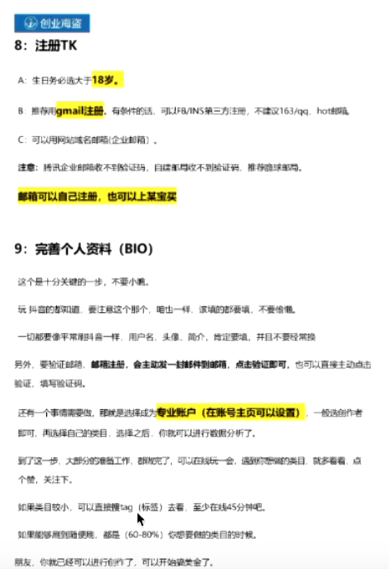 创业海盗
8：注册TK
A：生日务必选大于18岁。
B：推荐用gmail注册，有条件的话，可以FB/INS第三方注册，不建议163/qq、hot邮箱。
C：可以用网站域名邮箱(企业邮箱）。
注意：腾讯企业邮箱收不到验证码，自建邮局收不到验证码，推荐邮局。
邮箱可以自己注册，也可以上某宝买
9：完善个人资料（BIO）
这个是十分关键的一步，不要小瞧。
玩 抖音的都知道，要注意这个那个，咱也一样，该填的都要填，不要偷懒。
一切都要像平常刷抖音一样，用户名、头像、简介，肯定要填，并且不要经常换
另外，要验证邮箱，邮箱注册，会主动发一封邮件到邮箱，点击验证即可，也可以直接主动点击
验证，填写验证码。
还有一个事情需要做，那就是选择成为专业账户（在账号主页可以设置），一般选创作者
即可，再选择自己的类目，选择之后，你就可以进行数据分析了。
到了这一步，大部分的准备工作，都做完了，可以在线玩一会，遇到你想做的类目，就多看看，点
个赞，关注下。
如果类目较小，可以直接搜tag（标签）去看，至少在线45分钟吧。
如果能够刷到随便刷，都是（60-80%）你想要做的类目的时候。
朋友，你就已经可以进行创作了，可以开始搞美金了。